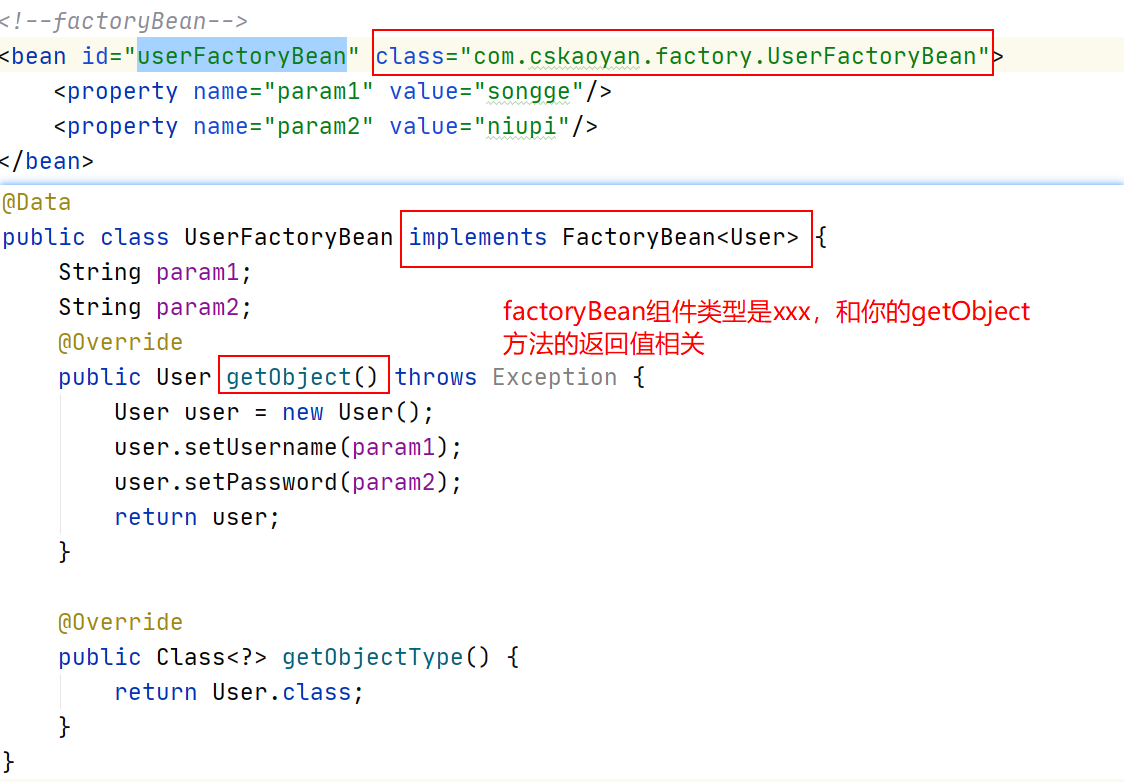 <!--factoryBean-->
<bean id="userFactoryBean" class="com.cskaoyan.factory.UserFactoryBean">
    <property name="param1" value="songge"/>
    <property name="param2" value="niupi"/>
</bean>
@Data
public class UserFactoryBean implements FactoryBean<User> {
    String param1;
    String param2;
factoryBean组件类型是xxx，和你的getObject
方法的返回值相关
    @Override
    public User getObject() throws Exception {
        User user = new User();
        user.setUsername(param1);
        user.setPassword(param2);
        return user;
    }
    @Override
    public Class<?> getObjectType() {
        return User.class;
    }
}